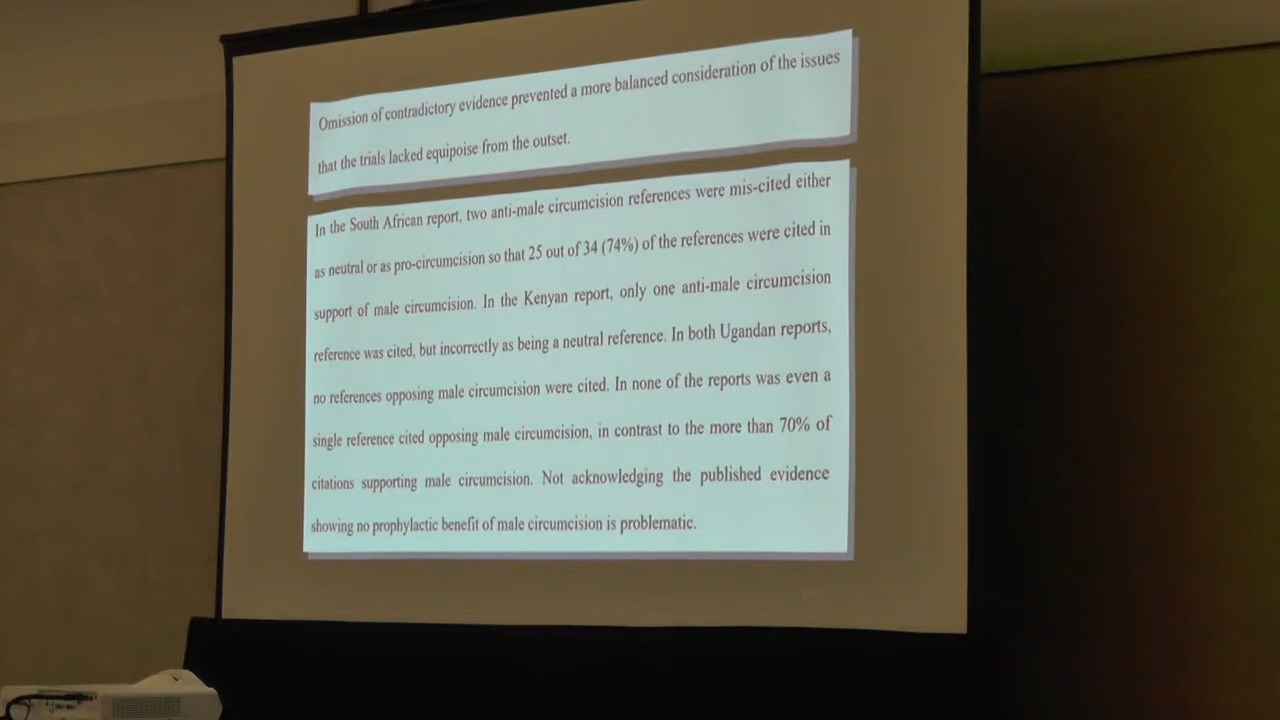 Omission of contradictory evidence prevented a more balanced consideration of the issues
that the trials lacked equipoise from the outset.
In the South African report, two anti-male circumcision references were mis-cited either
as neutral or as pro-circumcision so that 25 out of 34 (74%) of the references were cited in
support of male circumcision. In the Kenyan report, only one anti-male circumcision
reference was cited, but incorrectly as being a neutral reference. In both Ugandan reports,
no references opposing male circumcision were cited. In none of the reports was even a
single reference cited opposing male circumcision, in contrast to the more than 70% of
citations supporting male circumcision. Not acknowledging the published evidence
showing no prophylactic benefit of male circumcision is problematic.